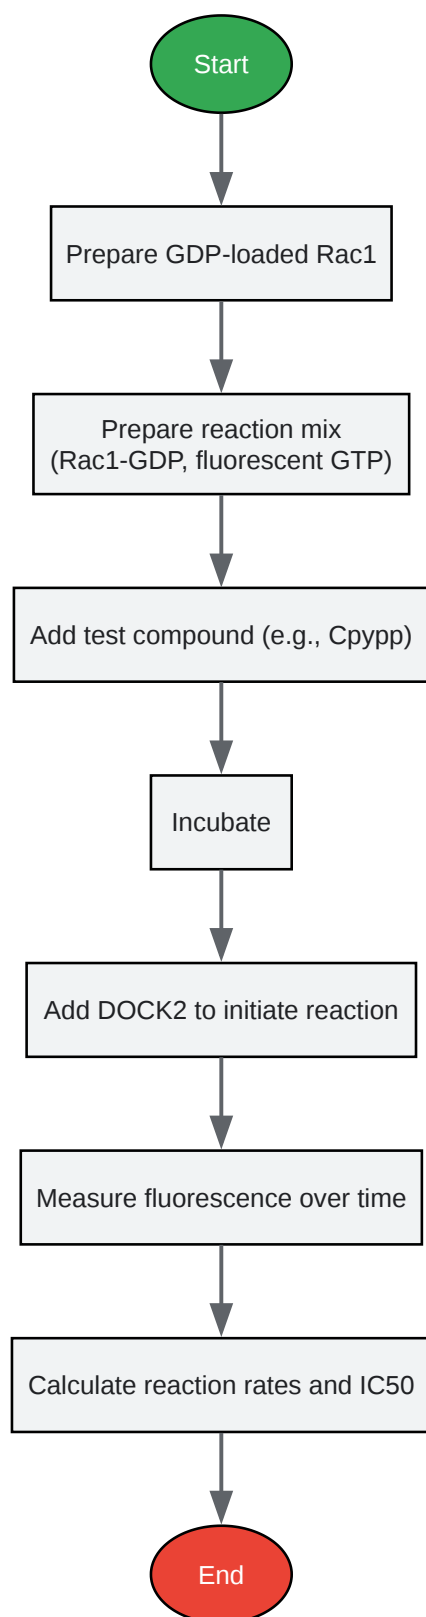 Start
Prepare GDP-loaded Rac1
Prepare reaction mix
(Rac1-GDP, fluorescent GTP)
Add test compound (e.g., Cpypp)
Incubate
Add DOCK2 to initiate reaction
Measure fluorescence over time
Calculate reaction rates and IC50
End